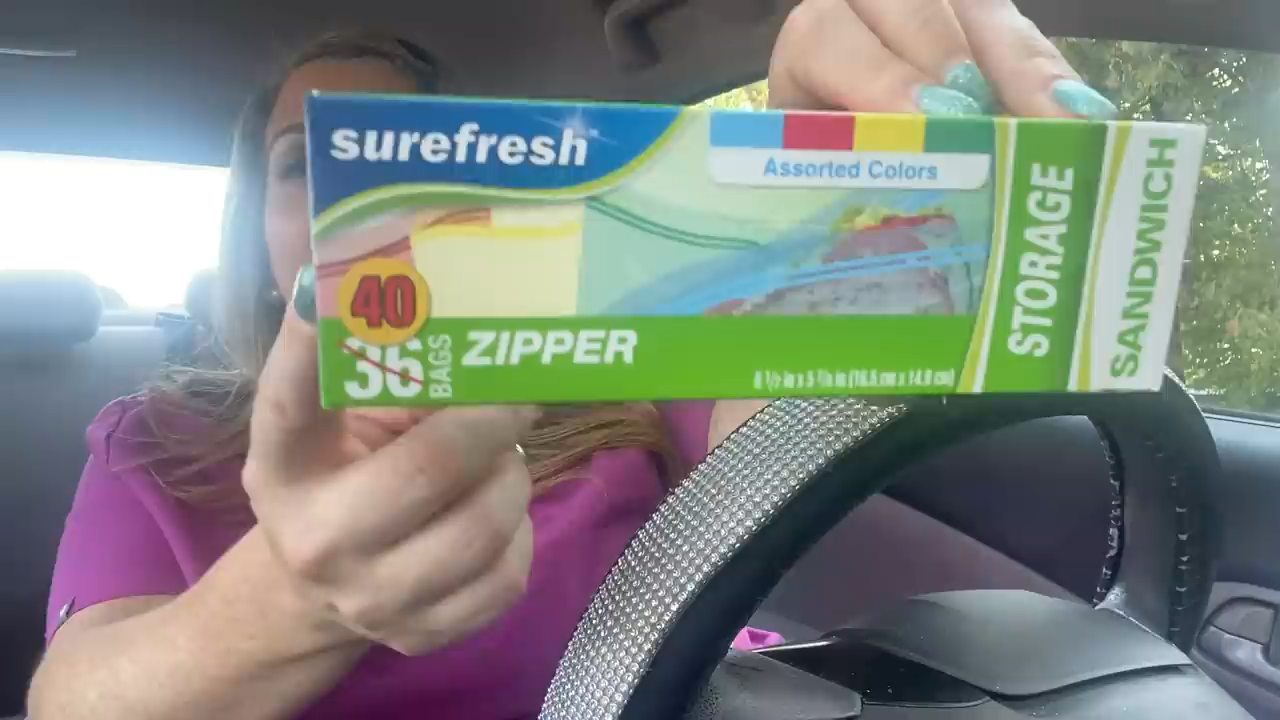 surefresh
Assorted Colors
40
36 BAGS
ZIPPER
STORAGE
SANDWICH